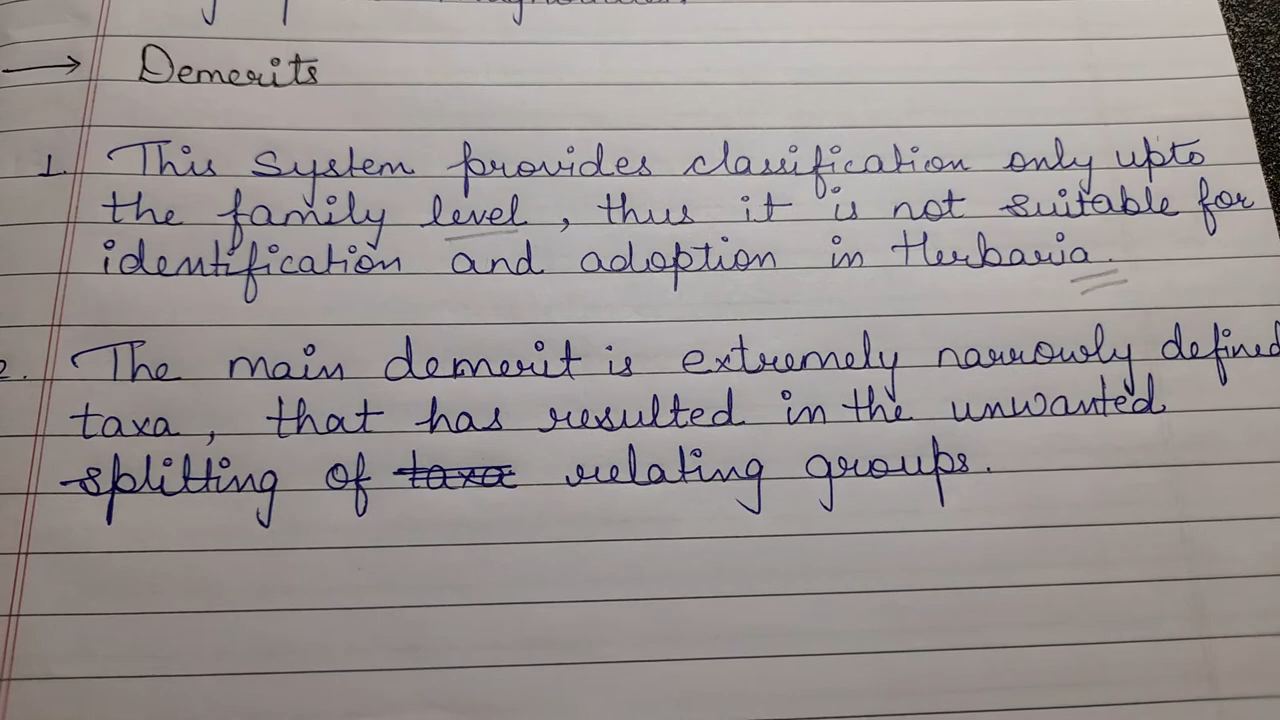 → Demerits
1. This System provides classification only upto
the family level, thus it is not suitable for
identification and adoption in Herbaria.
2. The main demerit is extremely narrowly defined
taxa, that has resulted in the unwanted
splitting of taxa relating groups.